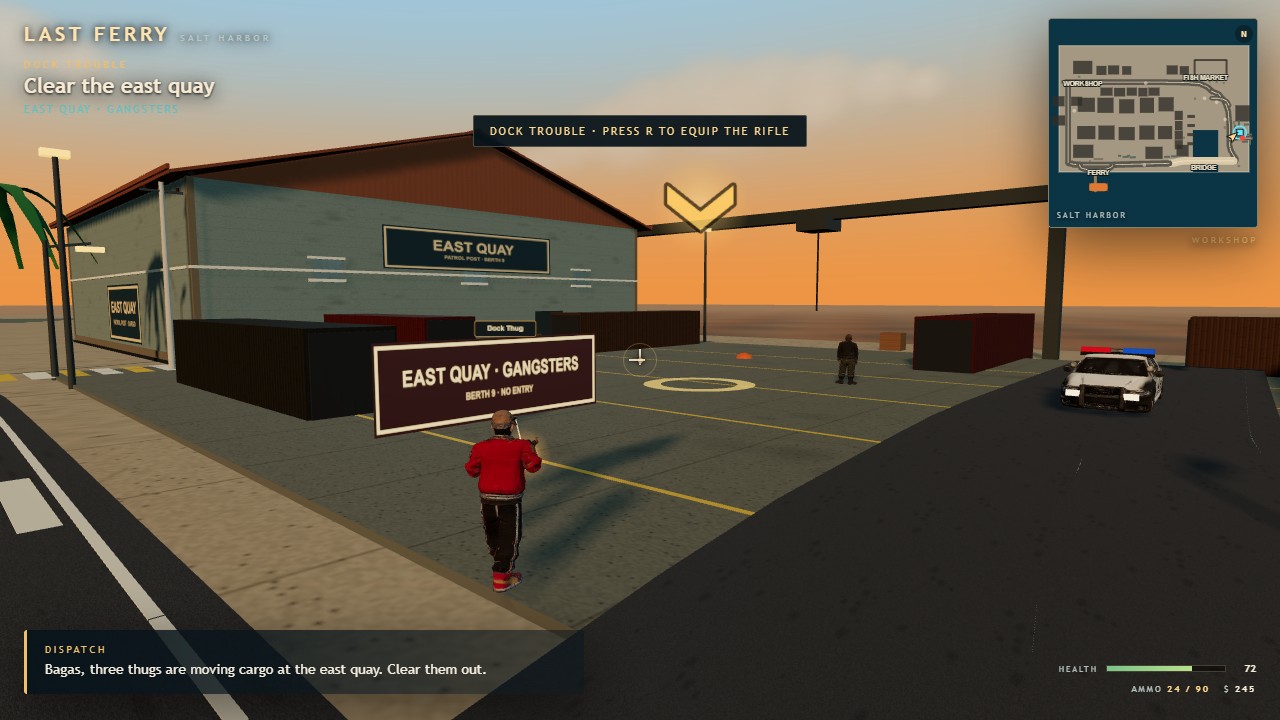 LAST FERRY SALT HARBOR
DOCK TROUBLE
Clear the east quay
EAST QUAY · GANGSTERS
DOCK TROUBLE · PRESS R TO EQUIP THE RIFLE
N
WORKSHOP
FISH MARKET
FERRY
BRIDGE
SALT HARBOR
WORKSHOP
EAST QUAY
PATROL POST · BERTH 8
EAST QUAY
Dock Thug
EAST QUAY · GANGSTERS
BERTH 9 · NO ENTRY
DISPATCH
Bagas, three thugs are moving cargo at the east quay. Clear them out.
HEALTH 72
AMMO 24 / 90 $ 245